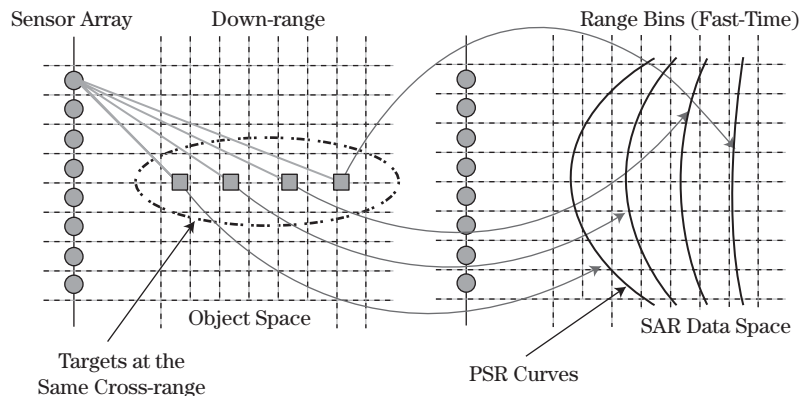 Sensor Array
Down-range
Range Bins (Fast-Time)
Object Space
SAR Data Space
Targets at the
Same Cross-range
PSR Curves